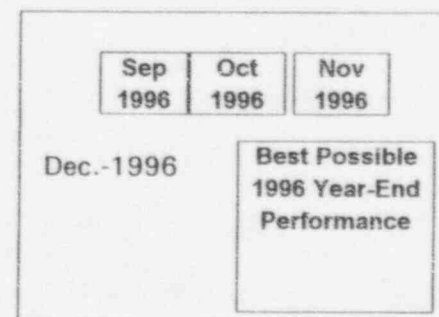 Sep Oct Nov
1996 1996 1996
Dec.-1996
Best Possible
1996 Year-End
Performance